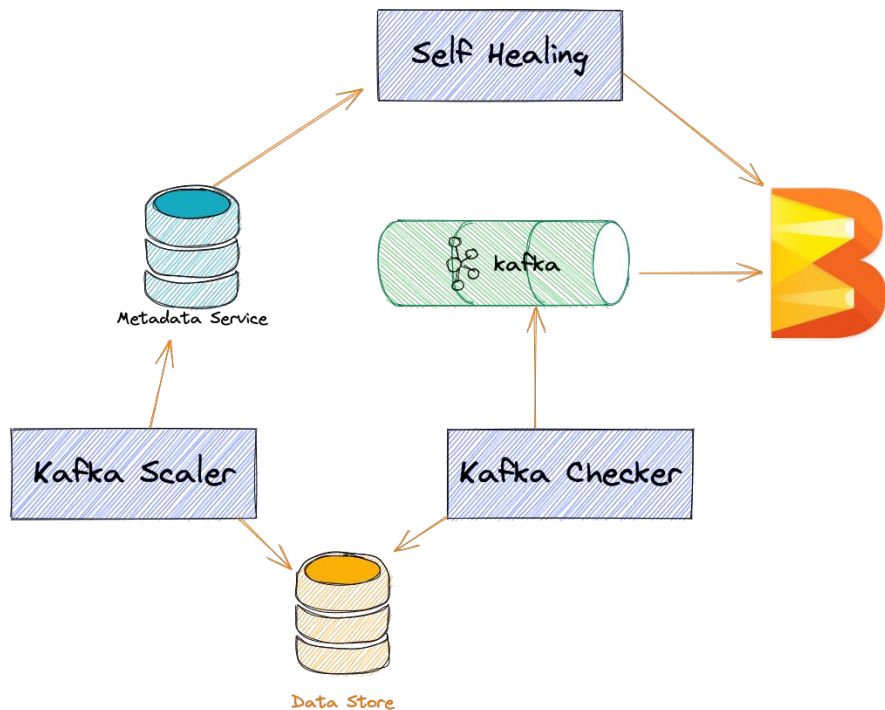 Self Healing
kafka
Metadata Service
Kafka Scaler
Kafka Checker
Data Store